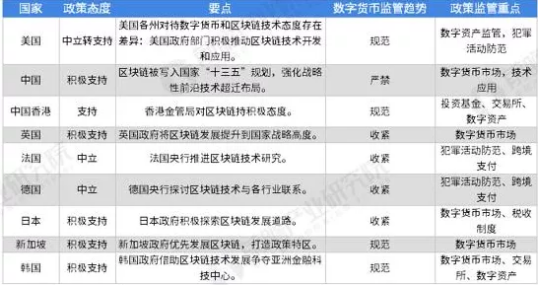 国家 政策态度 要点 数字货币监管趋势 政策监管重点
美国 中立转支持 美国各州对待数字货币和区块链技术态度存在差异；美国政府部门积极推动区块链技术开发和应用。 规范 数字资产监管，犯罪活动防范
中国 积极支持 区块链被写入国家“十三五”规划，强化战略性前沿技术超迁布局。 严禁 数字货币市场，技术应用
中国香港 支持 香港金管局对区块链持积极态度。 规范 投资基金、交易所、数字资产
英国 积极支持 英国政府将区块链发展提升到国家战略高度。 收紧 数字货币市场
法国 中立 法国央行推进区块链技术研究。 收紧 犯罪活动防范、跨境支付
德国 中立 德国央行探讨区块链技术与各行业联系。 收紧 犯罪活动防范、跨境支付
日本 积极支持 日本政府积极探索区块链发展道路。 收紧 数字货币市场、税收制度
新加坡 积极支持 新加坡政府优先发展区块链，打造政策特区。 规范 数字货币市场
韩国 积极支持 韩国政府借助区块链技术发展争夺亚洲金融科技中心。 规范 数字货币市场、交易所、数字资产